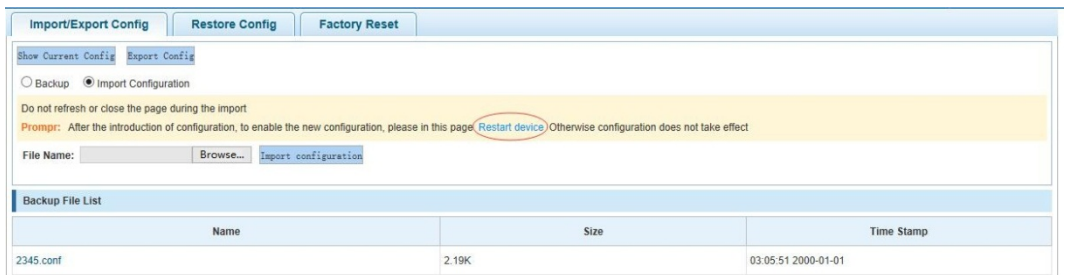 Import/Export Config Restore Config Factory Reset
Show Current Config Export Config
Backup Import Configuration
Do not refresh or close the page during the import
Prompr: After the introduction of configuration, to enable the new configuration, please in this page Restart device Otherwise configuration does not take effect
File Name: Browse... Import configuration
Backup File List
Name Size Time Stamp
2345.conf 2.19K 03:05:51 2000-01-01